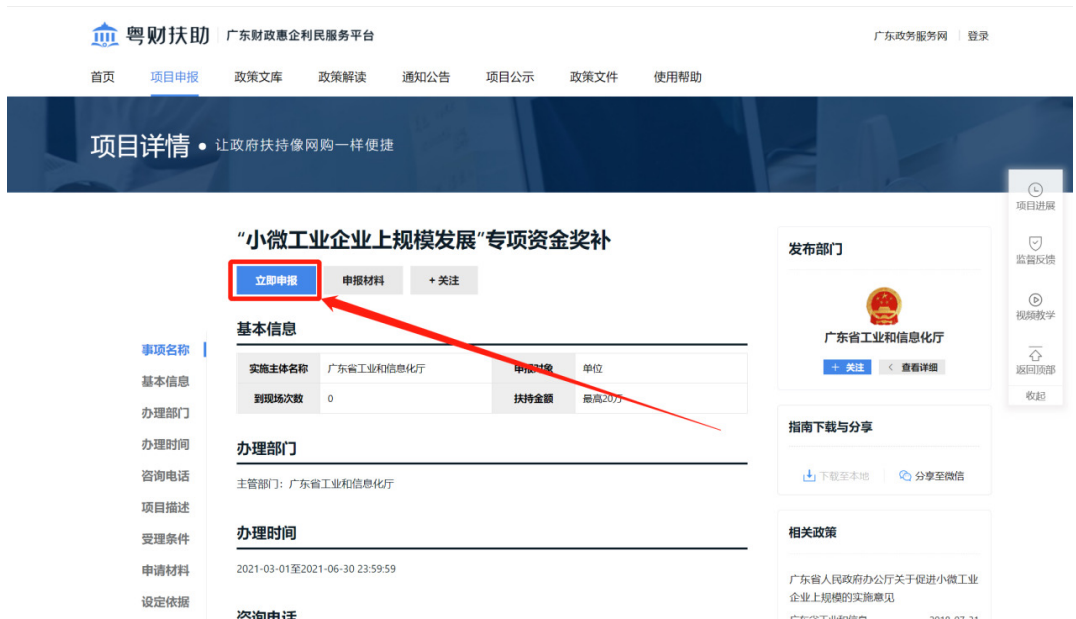 粤财扶助 广东财政惠企利民服务平台
广东政务服务网 登录
首页 项目申报 政策文库 政策解读 通知公告 项目公示 政策文件 使用帮助
项目详情 • 让政府扶持像网购一样便捷
项目进展
监督反馈
视频教学
返回顶部
收起
事项名称
基本信息
办理部门
办理时间
咨询电话
项目描述
受理条件
申请材料
设定依据
“小微工业企业上规模发展”专项资金奖补
立即申报 申报材料 + 关注
基本信息
实施主体名称 广东省工业和信息化厅 申报对象 单位
到现场次数 0 扶持金额 最高20万
办理部门
主管部门：广东省工业和信息化厅
办理时间
2021-03-01至2021-06-30 23:59:59
咨询电话
发布部门
广东省工业和信息化厅
+ 关注 < 查看详细
指南下载与分享
下载至本地 分享至微信
相关政策
广东省人民政府办公厅关于促进小微工业
企业上规模的实施意见